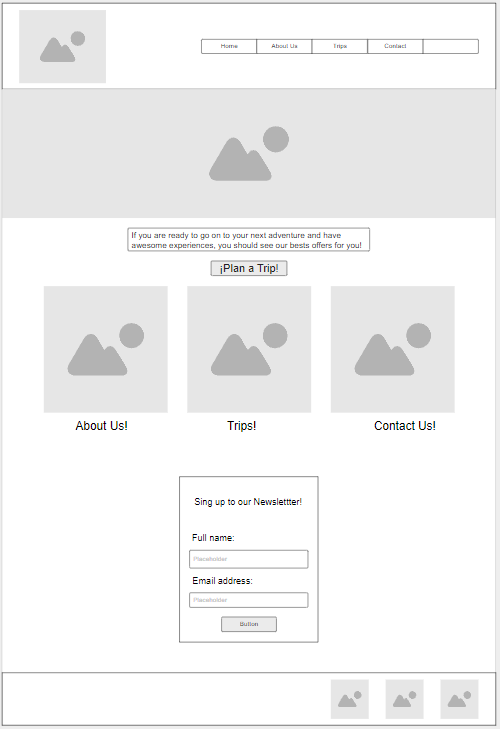 Home About Us Trips Contact
If you are ready to go on to your next adventure and have
awesome experiences, you should see our bests offers for you!
¡Plan a Trip!
About Us! Trips! Contact Us!
Sing up to our Newslettter!
Full name:
Placeholder
Email address:
Placeholder
Button